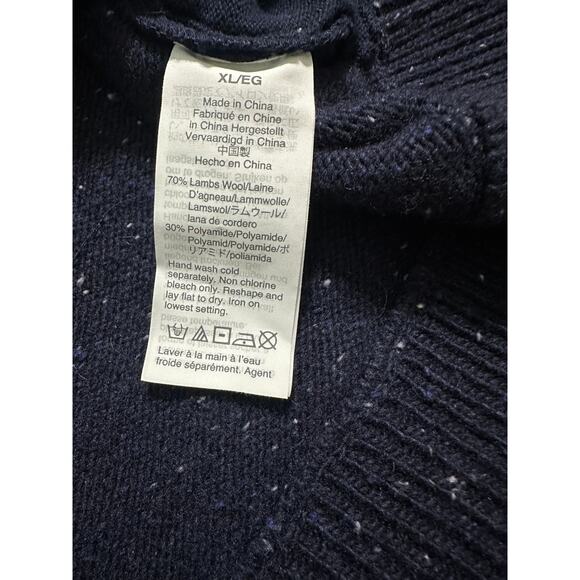 XL/EG
Made in China
Fabriqué en Chine
in China Hergestellt
Vervaardigd in China
中国製
Hecho en China
70% Lambs Wool/Laine
D'agneau/Lammwolle/
Lamswol/ラムウール/
lana de cordero
30% Polyamide/Polyamide/
Polyamid/Polyamide/ポ
リアミド/poliamida
Hand wash cold
separately. Non chlorine
bleach only. Reshape and
lay flat to dry. Iron on
lowest setting.
Laver à la main à l'eau
froide séparément. Agent